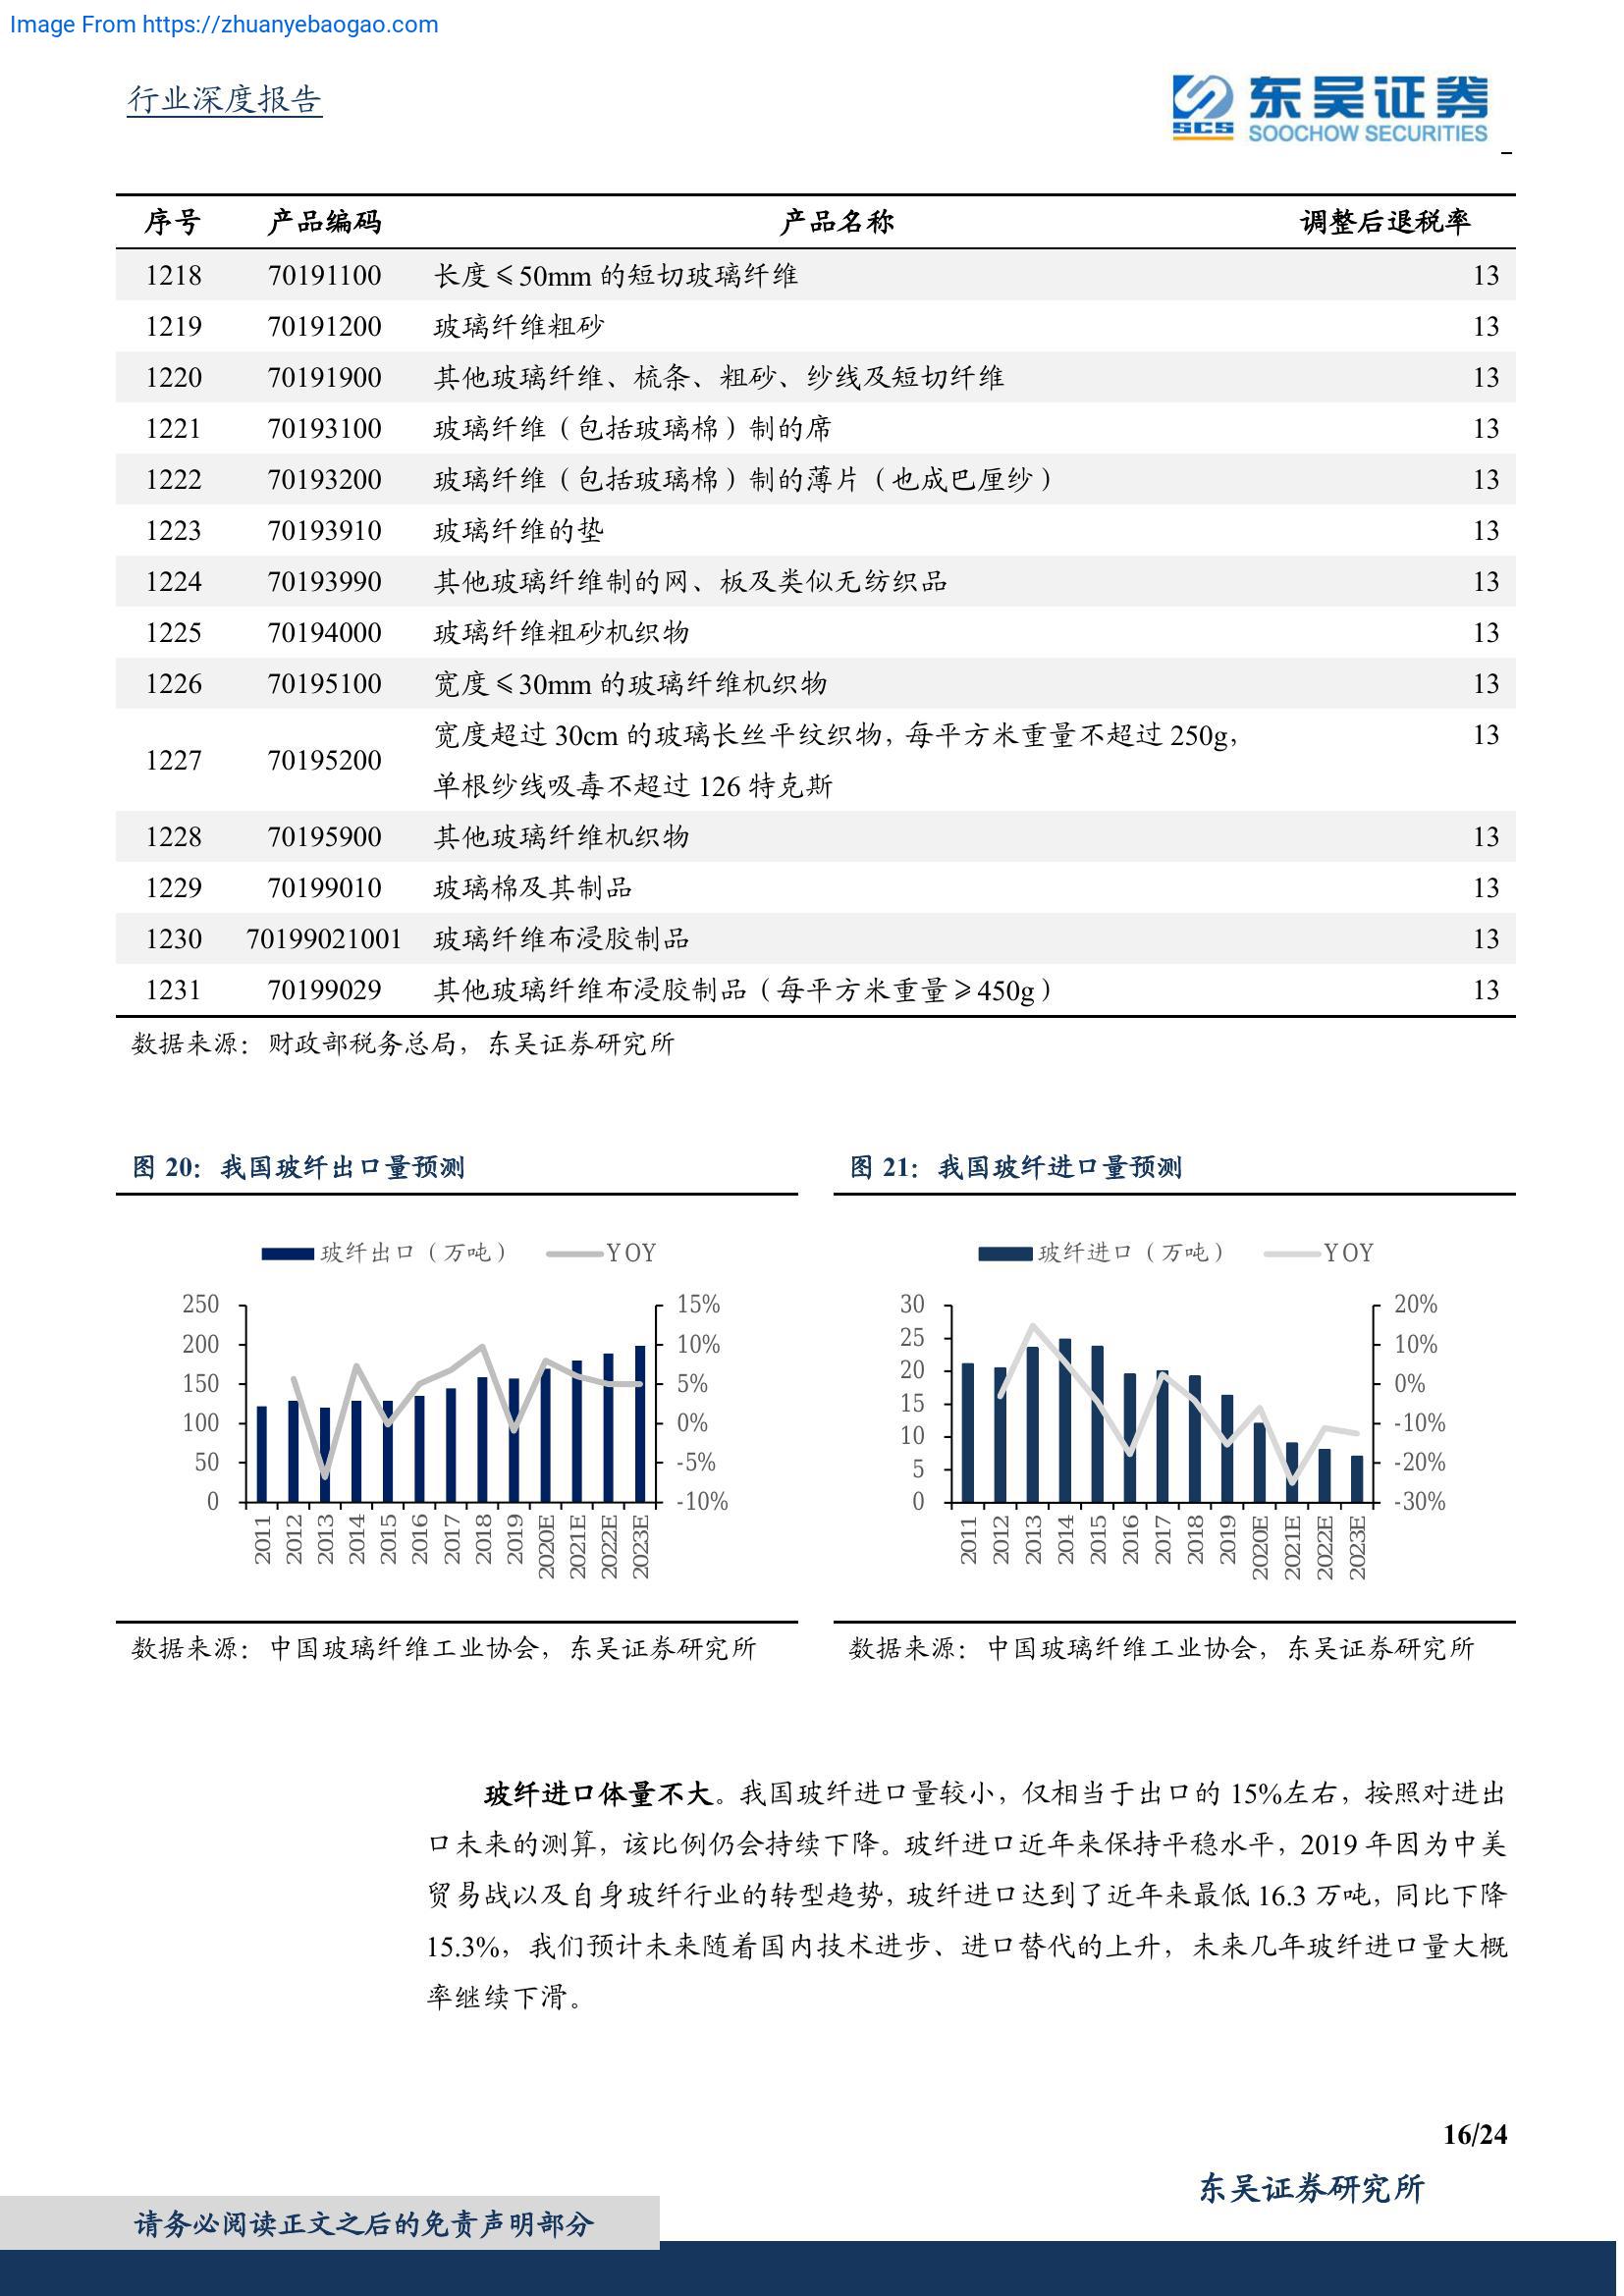 Image From https://zhuanyebaogao.com
行业深度报告
SCS 东吴证券
SOOCHOW SECURITIES
序号 产品编码 产品名称 调整后退税率
1218 70191100 长度≤50mm 的短切玻璃纤维 13
1219 70191200 玻璃纤维粗砂 13
1220 70191900 其他玻璃纤维、梳条、粗砂、纱线及短切纤维 13
1221 70193100 玻璃纤维（包括玻璃棉）制的席 13
1222 70193200 玻璃纤维（包括玻璃棉）制的薄片（也成巴厘纱） 13
1223 70193910 玻璃纤维的垫 13
1224 70193990 其他玻璃纤维制的网、板及类似无纺织品 13
1225 70194000 玻璃纤维粗砂机织物 13
1226 70195100 宽度≤30mm 的玻璃纤维机织物 13
1227 70195200 宽度超过 30cm 的玻璃长丝平纹织物，每平方米重量不超过 250g， 13
单根纱线吸毒不超过 126 特克斯
1228 70195900 其他玻璃纤维机织物 13
1229 70199010 玻璃棉及其制品 13
1230 70199021001 玻璃纤维布浸胶制品 13
1231 70199029 其他玻璃纤维布浸胶制品（每平方米重量≥450g） 13
数据来源：财政部税务总局，东吴证券研究所
图 20：我国玻纤出口量预测
玻纤出口（万吨） YOY
250 15%
200 10%
150 5%
100 0%
50 -5%
0 -10%
2011 2012 2013 2014 2015 2016 2017 2018 2019 2020E 2021E 2022E 2023E
数据来源：中国玻璃纤维工业协会，东吴证券研究所
图 21：我国玻纤进口量预测
玻纤进口（万吨） YOY
30 20%
25 10%
20 0%
15 -10%
10 -20%
5 -30%
0
2011 2012 2013 2014 2015 2016 2017 2018 2019 2020E 2021E 2022E 2023E
数据来源：中国玻璃纤维工业协会，东吴证券研究所
玻纤进口体量不大。我国玻纤进口量较小，仅相当于出口的 15%左右，按照对进出
口未来的测算，该比例仍会持续下降。玻纤进口近年来保持平稳水平，2019 年因为中美
贸易战以及自身玻纤行业的转型趋势，玻纤进口达到了近年来最低 16.3 万吨，同比下降
15.3%，我们预计未来随着国内技术进步、进口替代的上升，未来几年玻纤进口量大概
率继续下滑。
16/24
东吴证券研究所
请务必阅读正文之后的免责声明部分